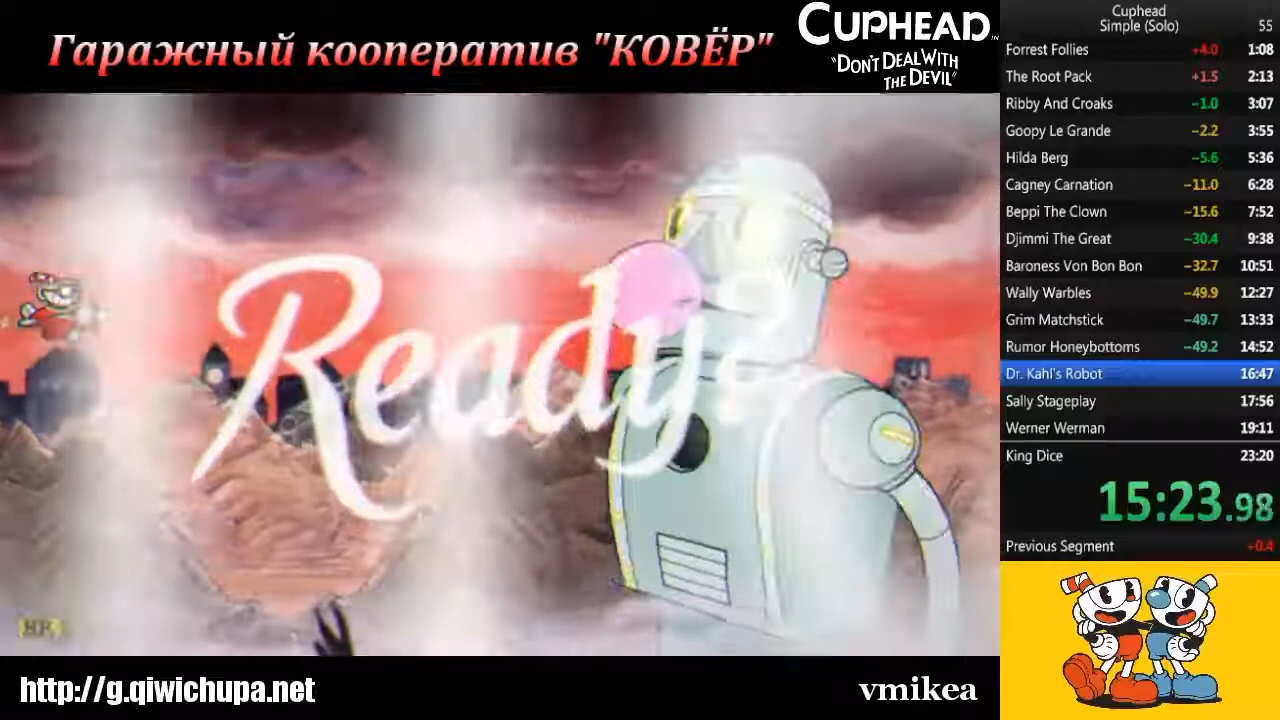 Гаражный кооператив "КОВЁР"
CUPHEAD
"DON'T DEAL WITH
THE DEVIL"
Ready?
HP.
http://g.qiwichupa.net
vmikea
Cuphead
Simple (Solo) 55
Forrest Follies +4.0 1:08
The Root Pack +1.5 2:13
Ribby And Croaks −1.0 3:07
Goopy Le Grande −2.2 3:55
Hilda Berg −5.6 5:36
Cagney Carnation −11.0 6:28
Beppi The Clown −15.6 7:52
Djimmi The Great −30.4 9:38
Baroness Von Bon Bon −32.7 10:51
Wally Warbles −49.9 12:27
Grim Matchstick −49.7 13:33
Rumor Honeybottoms −49.2 14:52
Dr. Kahl's Robot 16:47
Sally Stageplay 17:56
Werner Werman 19:11
King Dice 23:20
15:23.98
Previous Segment +0.4